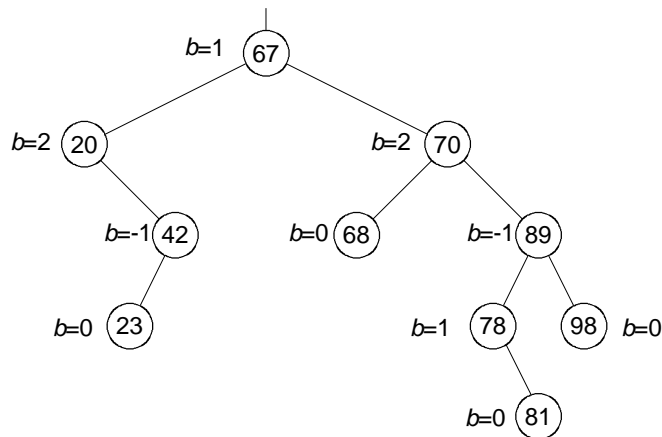 b=1 67
b=2 20 b=2 70
b=-1 42 b=0 68 b=-1 89
b=0 23 b=1 78 98 b=0
b=0 81